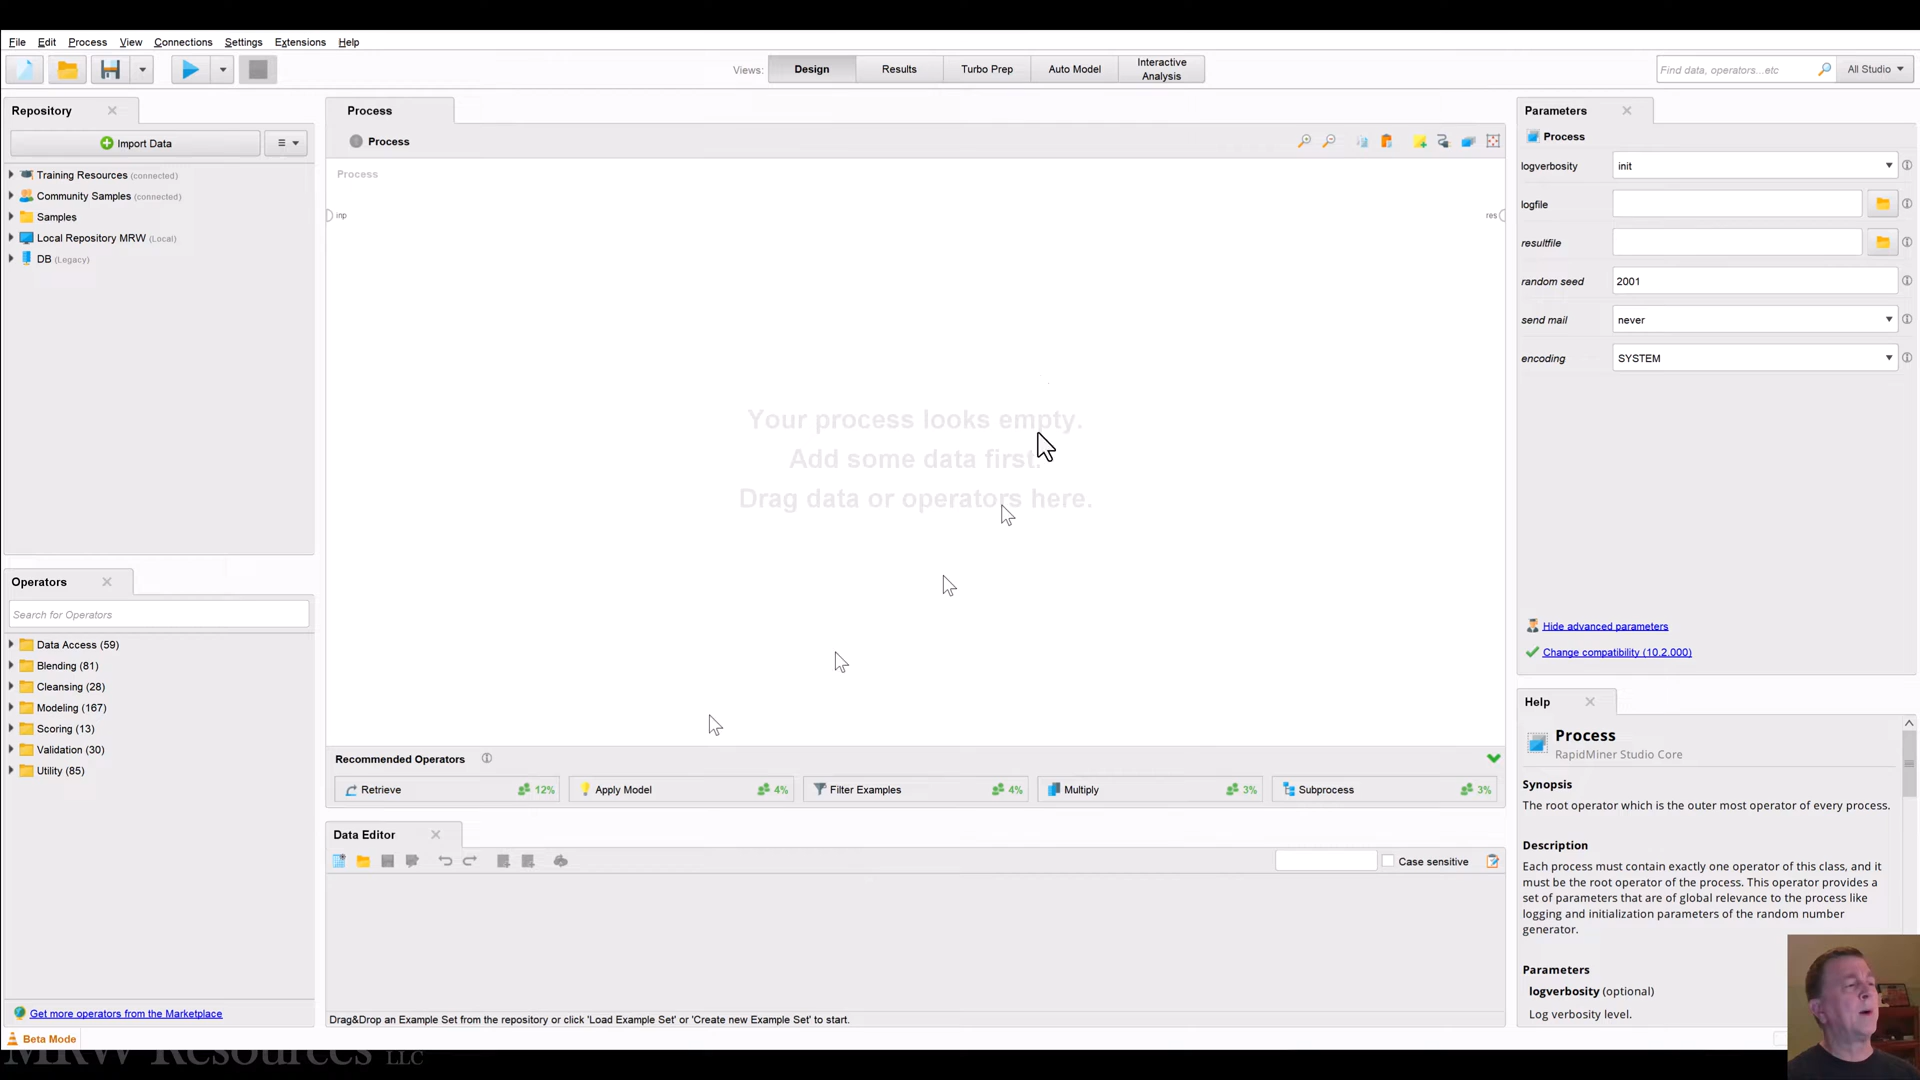 File Edit Process View Connections Settings Extensions Help
Views: Design Results Turbo Prep Auto Model Interactive Analysis
Find data, operators...etc All Studio
Repository
Import Data
Training Resources (connected)
Community Samples (connected)
Samples
Local Repository MRW (Local)
DB (Legacy)
Operators
Search for Operators
Data Access (59)
Blending (81)
Cleansing (28)
Modeling (167)
Scoring (13)
Validation (30)
Utility (85)
Get more operators from the Marketplace
Beta Mode
MRW Resources LLC
Process
Process
Process
inp
res
Your process looks empty.
Add some data first.
Drag data or operators here.
Recommended Operators
Retrieve 12% Apply Model 4% Filter Examples 4% Multiply 3% Subprocess 3%
Data Editor
Case sensitive
Drag&Drop an Example Set from the repository or click 'Load Example Set' or 'Create new Example Set' to start.
Parameters
Process
logverbosity init
logfile
resultfile
random seed 2001
send mail never
encoding SYSTEM
Hide advanced parameters
Change compatibility (10.2.000)
Help
Process
RapidMiner Studio Core
Synopsis
The root operator which is the outer most operator of every process.
Description
Each process must contain exactly one operator of this class, and it
must be the root operator of the process. This operator provides a
set of parameters that are of global relevance to the process like
logging and initialization parameters of the random number
generator.
Parameters
logverbosity (optional)
Log verbosity level.